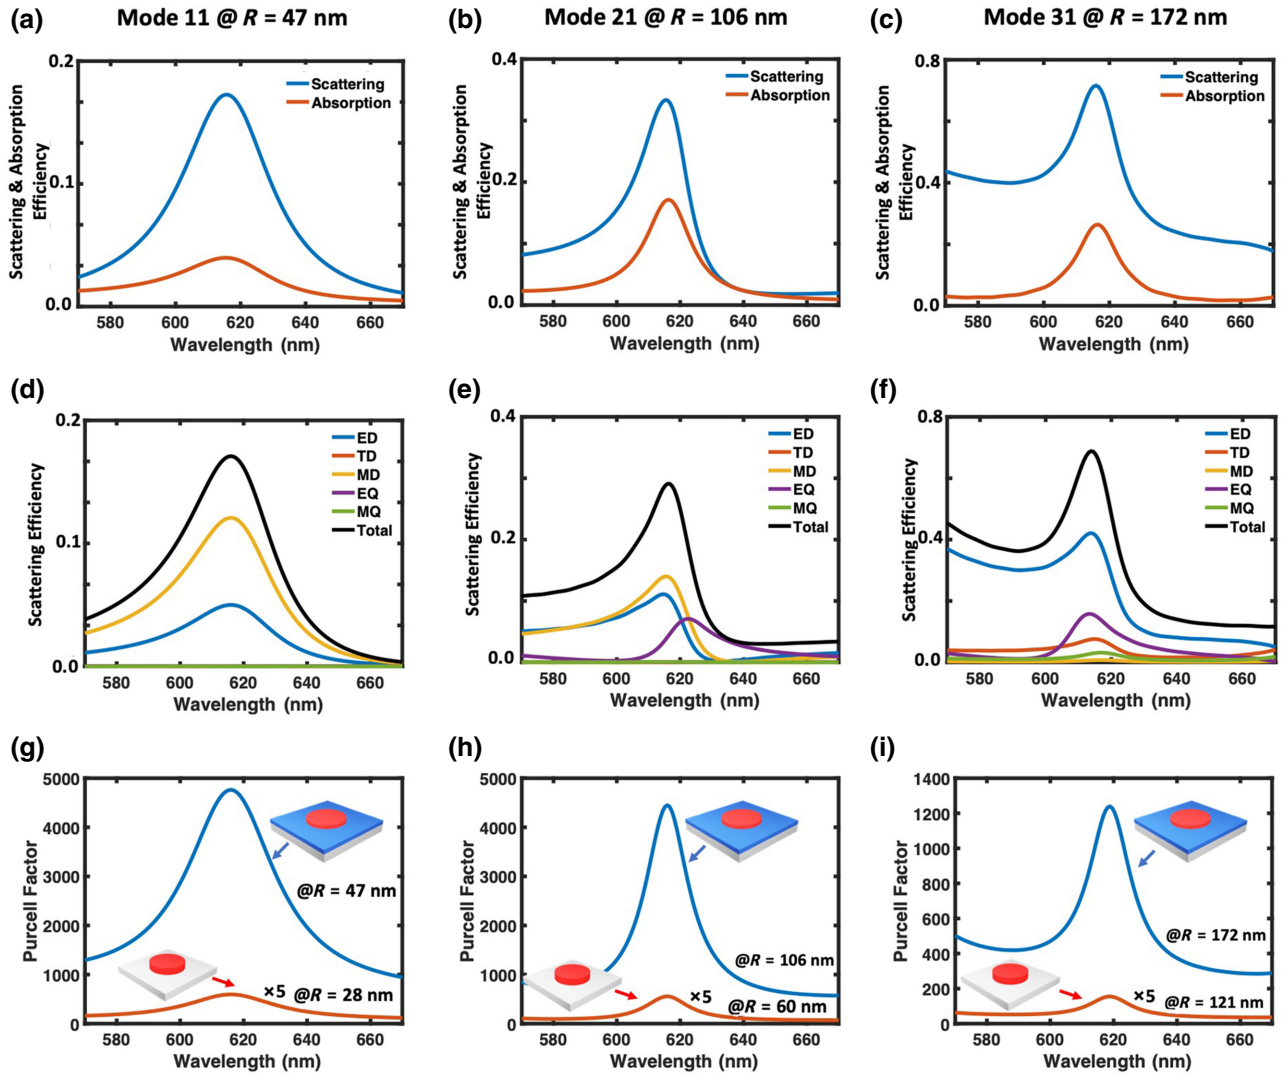 (a) Mode 11 @ R = 47 nm
Scattering & Absorption
Efficiency
0.2
0.1
0.0
Scattering
Absorption
580 600 620 640 660
Wavelength (nm)
(b) Mode 21 @ R = 106 nm
Scattering & Absorption
Efficiency
0.4
0.2
0.0
Scattering
Absorption
580 600 620 640 660
Wavelength (nm)
(c) Mode 31 @ R = 172 nm
Scattering & Absorption
Efficiency
0.8
0.4
0.0
Scattering
Absorption
580 600 620 640 660
Wavelength (nm)
(d)
Scattering Efficiency
0.2
0.1
0.0
ED
TD
MD
EQ
MQ
Total
580 600 620 640 660
Wavelength (nm)
(e)
Scattering Efficiency
0.4
0.2
0.0
ED
TD
MD
EQ
MQ
Total
580 600 620 640 660
Wavelength (nm)
(f)
Scattering Efficiency
0.8
0.4
0.0
ED
TD
MD
EQ
MQ
Total
580 600 620 640 660
Wavelength (nm)
(g)
Purcell Factor
5000
4000
3000
2000
1000
0
@R = 47 nm
×5 @R = 28 nm
580 600 620 640 660
Wavelength (nm)
(h)
Purcell Factor
5000
4000
3000
2000
1000
0
@R = 106 nm
×5
@R = 60 nm
580 600 620 640 660
Wavelength (nm)
(i)
Purcell Factor
1400
1200
1000
800
600
400
200
0
@R = 172 nm
×5 @R = 121 nm
580 600 620 640 660
Wavelength (nm)